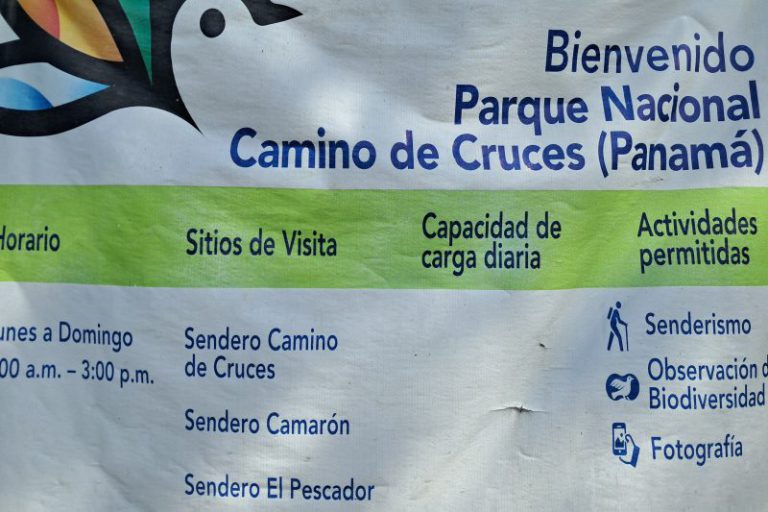 Bienvenido
Parque Nacional
Camino de Cruces (Panamá)
Horario
Sitios de Visita
Capacidad de
carga diaria
Actividades
permitidas
unes a Domingo
00 a.m. – 3:00 p.m.
Sendero Camino
de Cruces
Sendero Camarón
Sendero El Pescador
Senderismo
Observación d
Biodiversidad
Fotografía